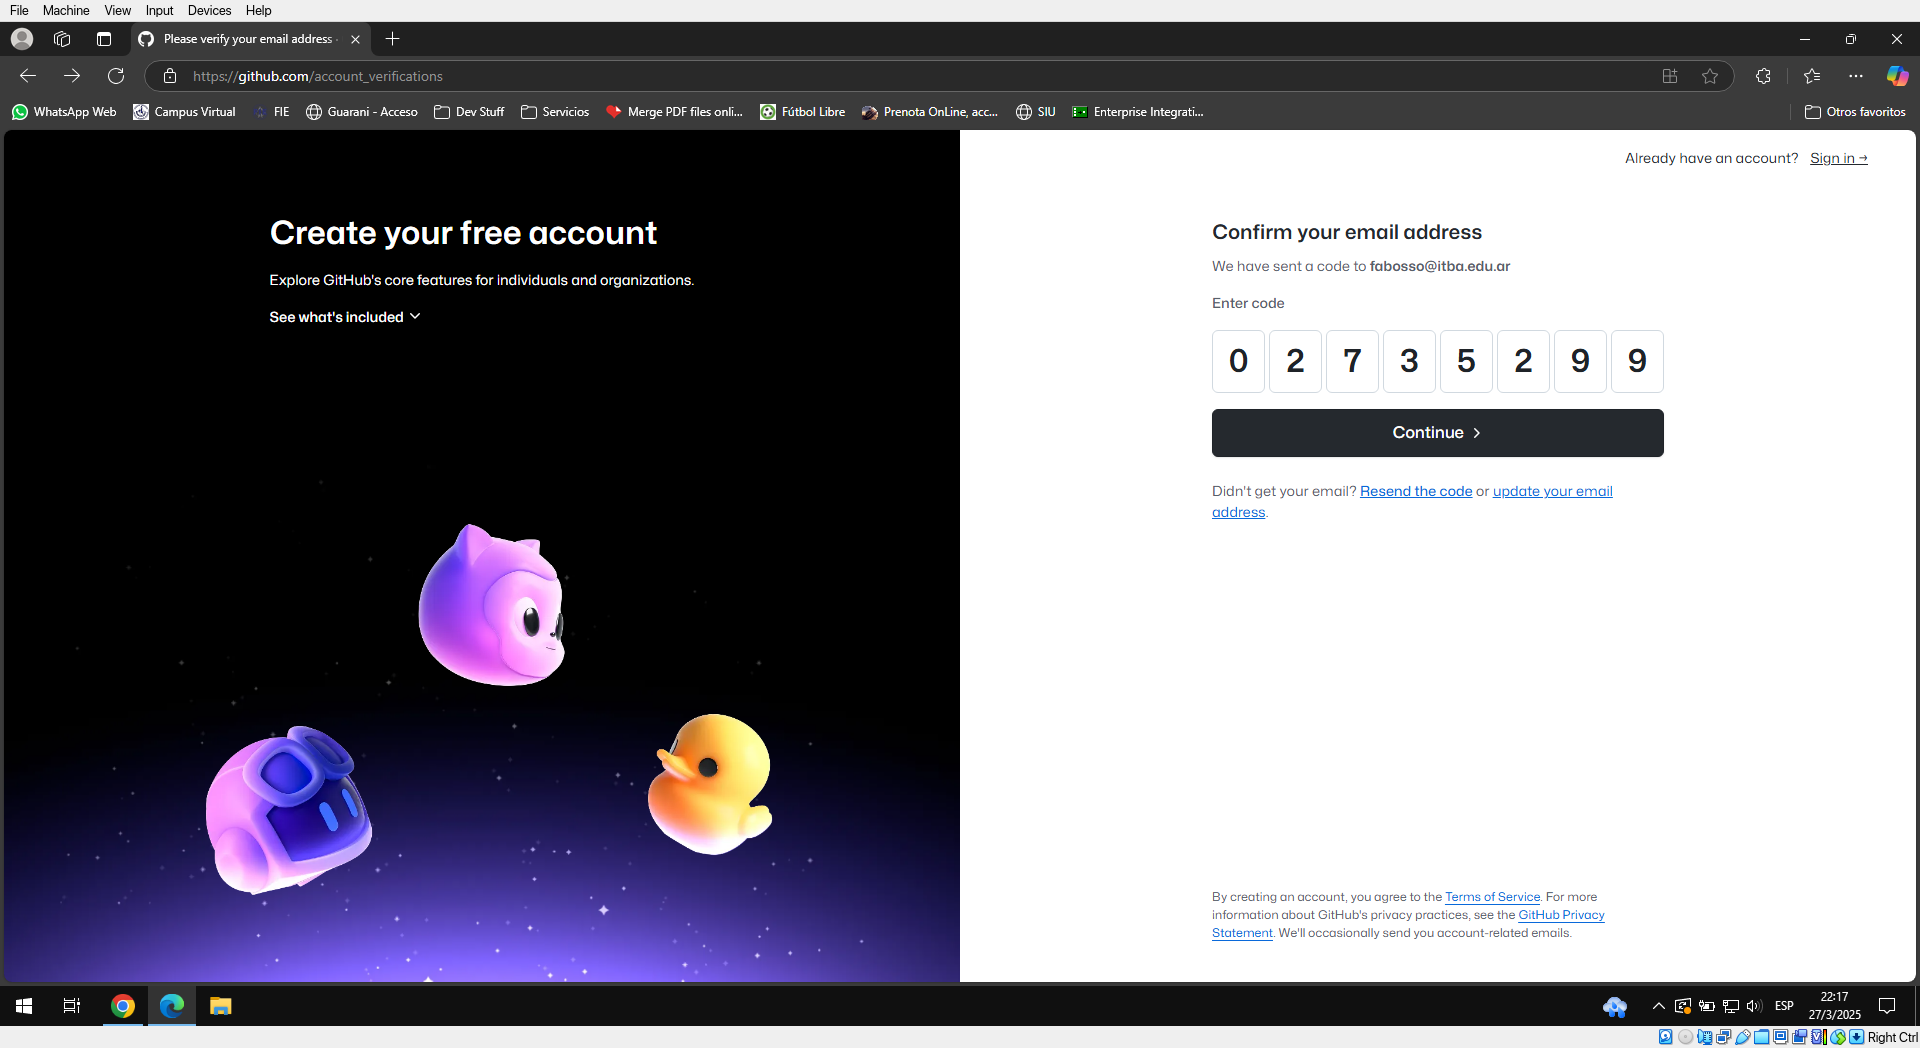 File Machine View Input Devices Help
Please verify your email address ·
https://github.com/account_verifications
WhatsApp Web Campus Virtual FIE Guarani - Acceso Dev Stuff Servicios Merge PDF files onli... Fútbol Libre Prenota OnLine, acc... SIU Enterprise Integrati... Otros favoritos
Already have an account? Sign in →
Create your free account
Explore GitHub's core features for individuals and organizations.
See what's included
Confirm your email address
We have sent a code to fabosso@itba.edu.ar
Enter code
0 2 7 3 5 2 9 9
Continue
Didn't get your email? Resend the code or update your email
address.
By creating an account, you agree to the Terms of Service. For more
information about GitHub's privacy practices, see the GitHub Privacy
Statement. We'll occasionally send you account-related emails.
ESP
22:17
27/3/2025
Right Ctrl